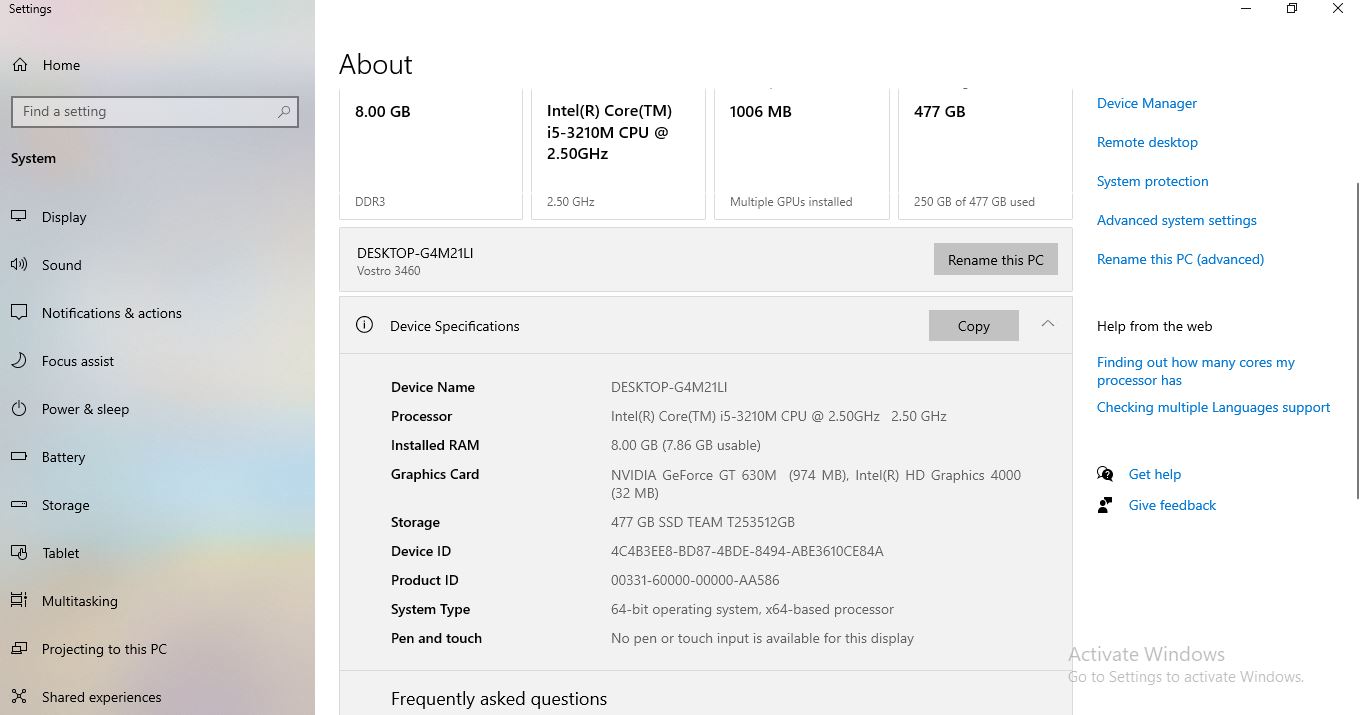 Settings
Home
Find a setting
System
Display
Sound
Notifications & actions
Focus assist
Power & sleep
Battery
Storage
Tablet
Multitasking
Projecting to this PC
Shared experiences
About
8.00 GB
DDR3
Intel(R) Core(TM)
i5-3210M CPU @
2.50GHz
2.50 GHz
1006 MB
Multiple GPUs installed
477 GB
250 GB of 477 GB used
DESKTOP-G4M21LI
Vostro 3460
Rename this PC
Device Specifications
Copy
Device Name DESKTOP-G4M21LI
Processor Intel(R) Core(TM) i5-3210M CPU @ 2.50GHz 2.50 GHz
Installed RAM 8.00 GB (7.86 GB usable)
Graphics Card NVIDIA GeForce GT 630M (974 MB), Intel(R) HD Graphics 4000
(32 MB)
Storage 477 GB SSD TEAM T253512GB
Device ID 4C4B3EE8-BD87-4BDE-8494-ABE3610CE84A
Product ID 00331-60000-00000-AA586
System Type 64-bit operating system, x64-based processor
Pen and touch No pen or touch input is available for this display
Frequently asked questions
Device Manager
Remote desktop
System protection
Advanced system settings
Rename this PC (advanced)
Help from the web
Finding out how many cores my
processor has
Checking multiple Languages support
Get help
Give feedback
Activate Windows
Go to Settings to activate Windows.